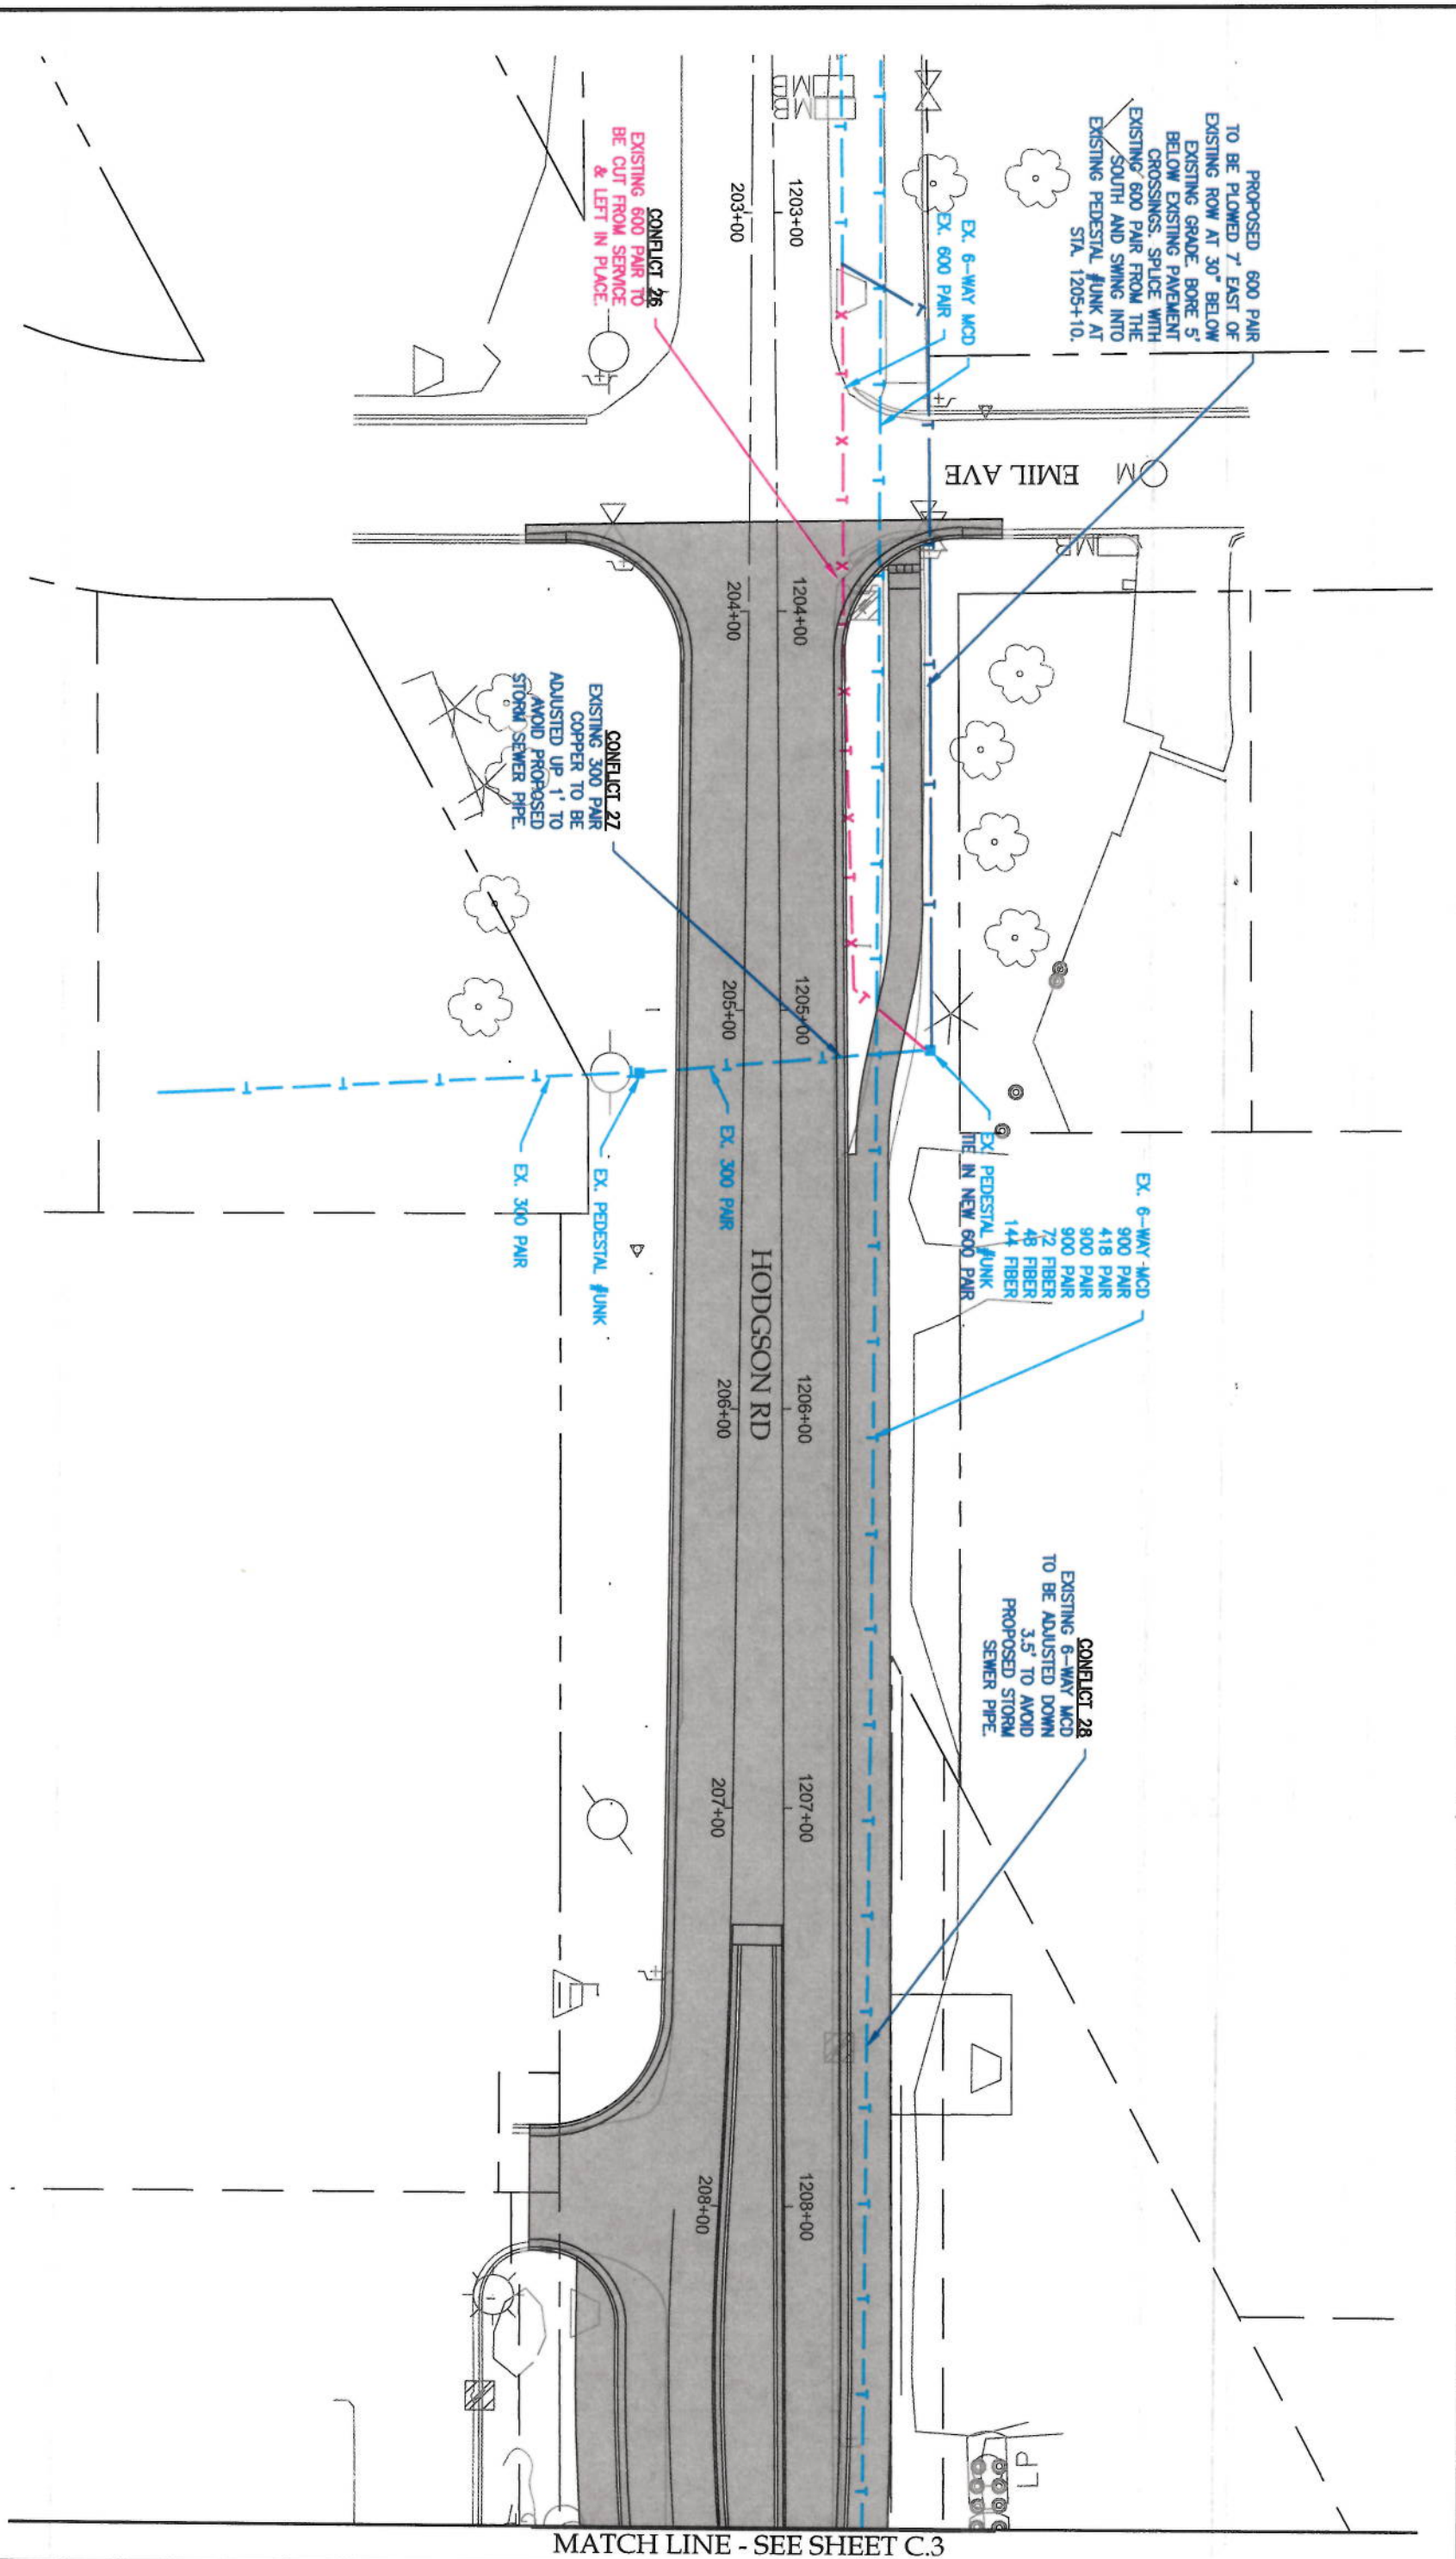 PROPOSED 600 PAIR
TO BE PLOWED 7' EAST OF
EXISTING ROW AT 30" BELOW
EXISTING GRADE. BORE 5'
BELOW EXISTING PAVEMENT
CROSSINGS. SPLICE WITH
EXISTING 600 PAIR FROM THE
SOUTH AND SWING INTO
EXISTING PEDESTAL #UNK AT
STA. 1205+10.
EX. 6-WAY MCD
EX. 600 PAIR
MB
MB
1203+00
203+00
CONFLICT 26
EXISTING 600 PAIR TO
BE CUT FROM SERVICE
& LEFT IN PLACE.
EMIL AVE
M
MB
1204+00
204+00
CONFLICT 27
EXISTING 300 PAIR
COPPER TO BE
ADJUSTED UP 1' TO
AVOID PROPOSED
STORM SEWER PIPE.
1205+00
205+00
EX. 6-WAY MCD
900 PAIR
418 PAIR
900 PAIR
900 PAIR
72 FIBER
48 FIBER
144 FIBER
EX. PEDESTAL #UNK
TIE IN NEW 600 PAIR
EX. 300 PAIR
EX. PEDESTAL #UNK
EX. 300 PAIR
HODGSON RD
1206+00
206+00
CONFLICT 28
EXISTING 6-WAY MCD
TO BE ADJUSTED DOWN
3.5' TO AVOID
PROPOSED STORM
SEWER PIPE.
1207+00
207+00
1208+00
208+00
LP
MATCH LINE - SEE SHEET C.3